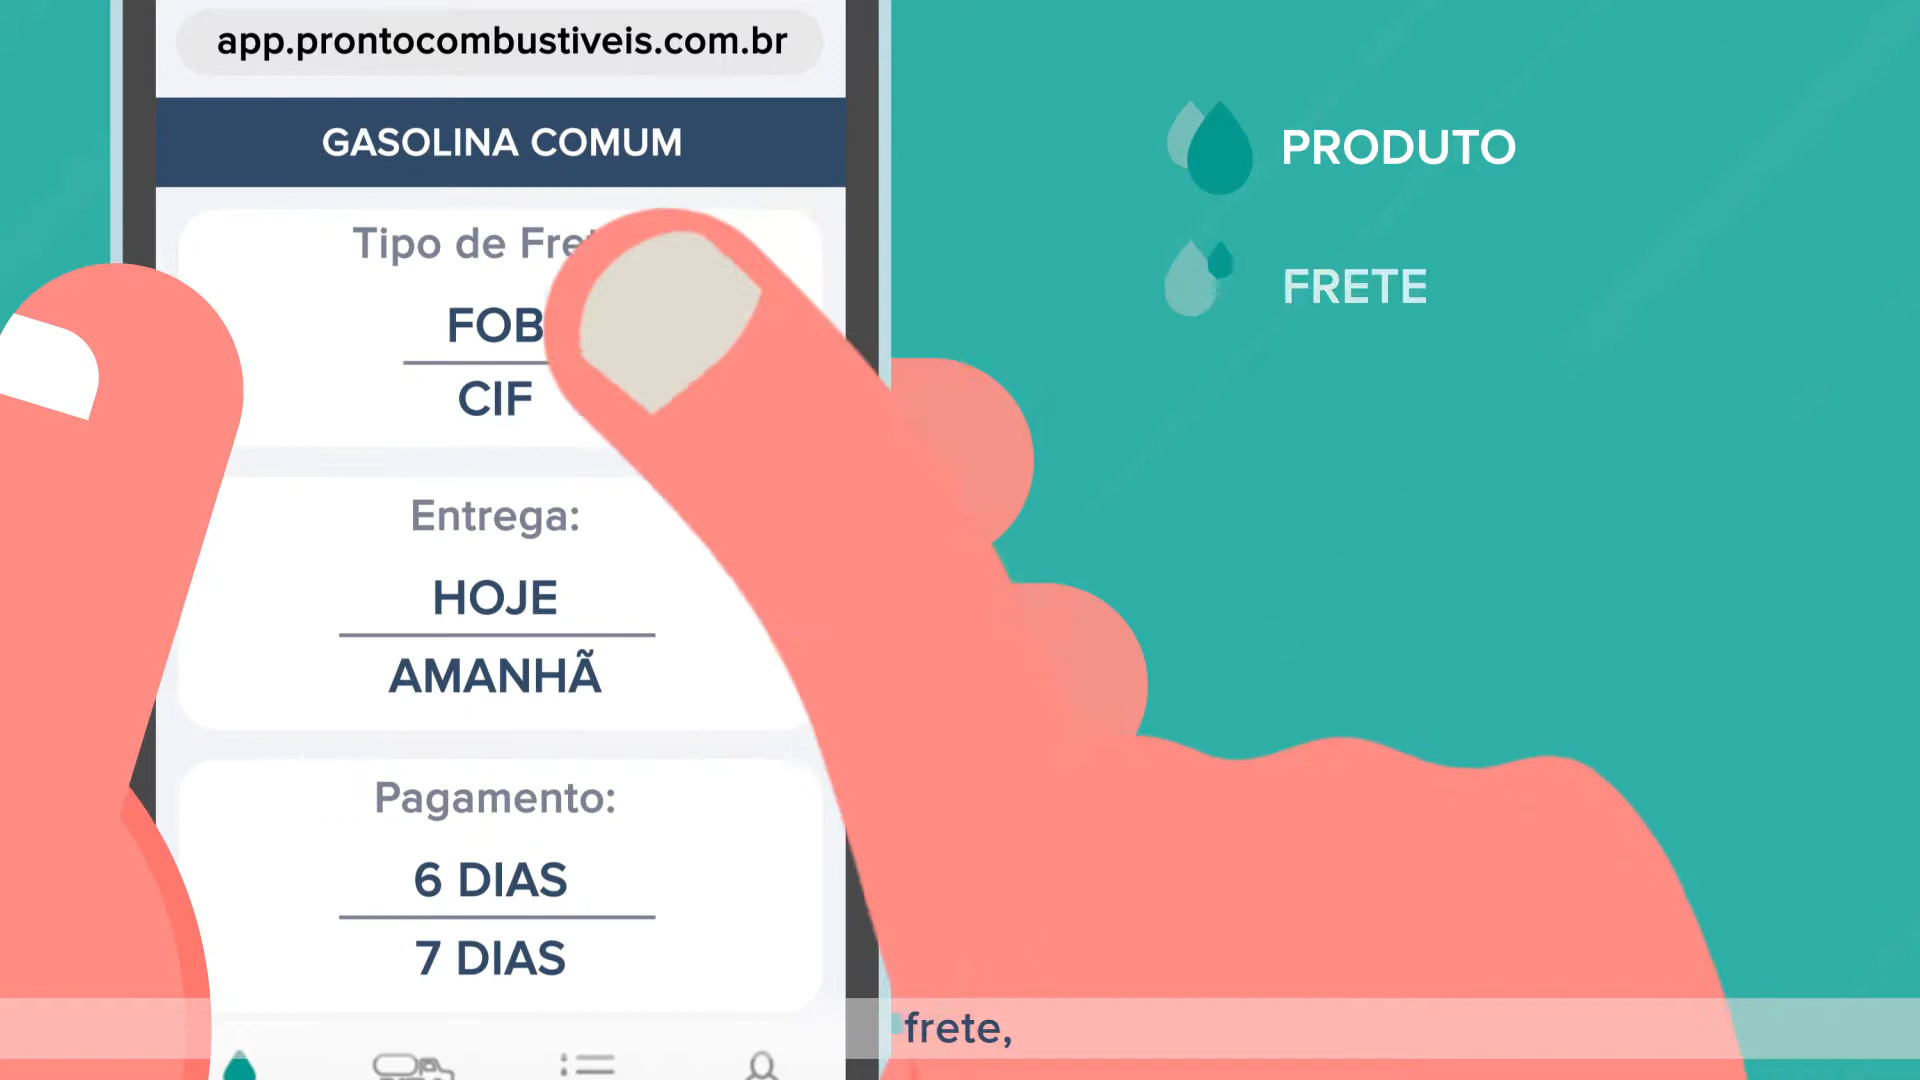 app.prontocombustiveis.com.br
GASOLINA COMUM
Tipo de Fre
FOB
CIF
Entrega:
HOJE
AMANHÃ
Pagamento:
6 DIAS
7 DIAS
PRODUTO
FRETE
frete,